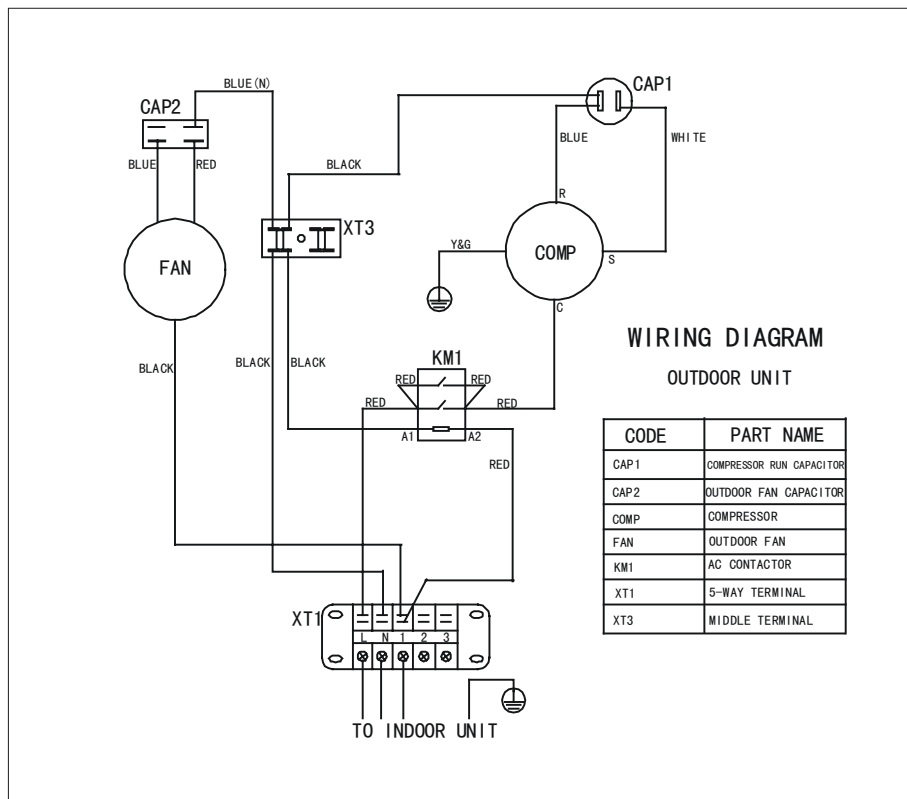 BLUE(N)
CAP2
CAP1
BLUE
RED
BLACK
BLUE
WHITE
R
XT3
FAN
Y&G
COMP
S
C
WIRING DIAGRAM
OUTDOOR UNIT
BLACK
BLACK
BLACK
KM1
RED
RED
RED
RED
A1
A2
RED
CODE PART NAME
CAP1 COMPRESSOR RUN CAPACITOR
CAP2 OUTDOOR FAN CAPACITOR
COMP COMPRESSOR
FAN OUTDOOR FAN
KM1 AC CONTACTOR
XT1 5-WAY TERMINAL
XT3 MIDDLE TERMINAL
XT1
L N 1 2 3
TO INDOOR UNIT